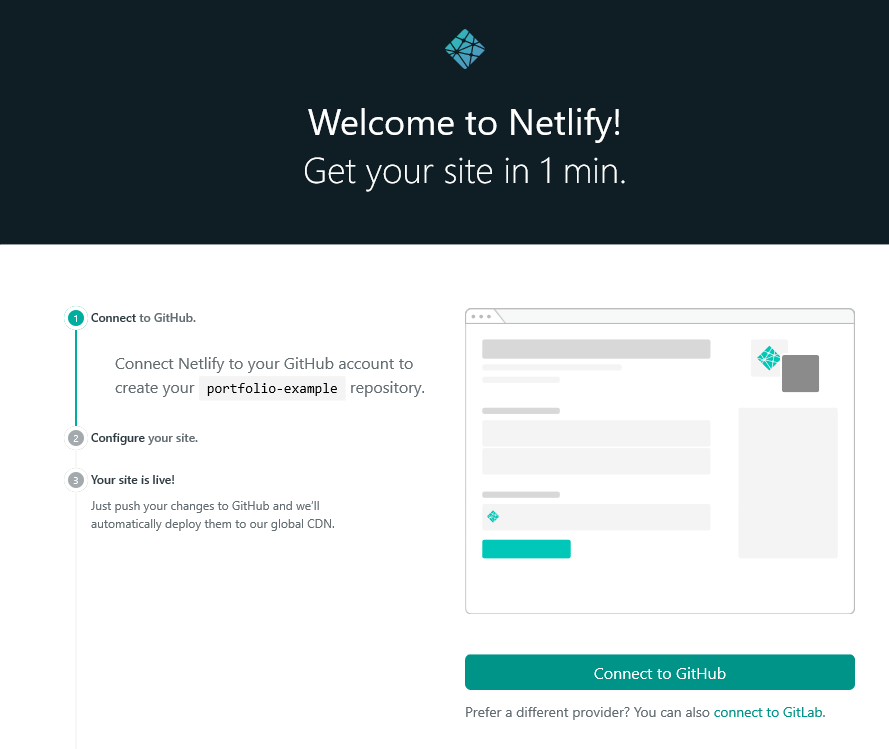 Welcome to Netlify!
Get your site in 1 min.
1 Connect to GitHub.
Connect Netlify to your GitHub account to
create your portfolio-example repository.
2 Configure your site.
3 Your site is live!
Just push your changes to GitHub and we'll
automatically deploy them to our global CDN.
Connect to GitHub
Prefer a different provider? You can also connect to GitLab.